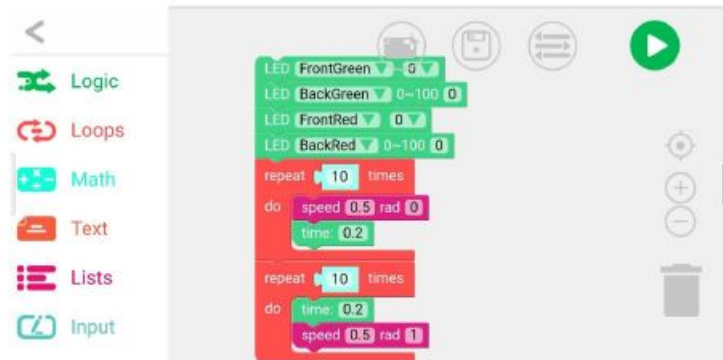 Logic
Loops
Math
Text
Lists
Input
LED FrontGreen 0
LED BackGreen 0~100 0
LED FrontRed 0
LED BackRed 0~100 0
repeat 10 times
do speed 0.5 rad 0
time: 0.2
repeat 10 times
do time: 0.2
speed 0.5 rad 1